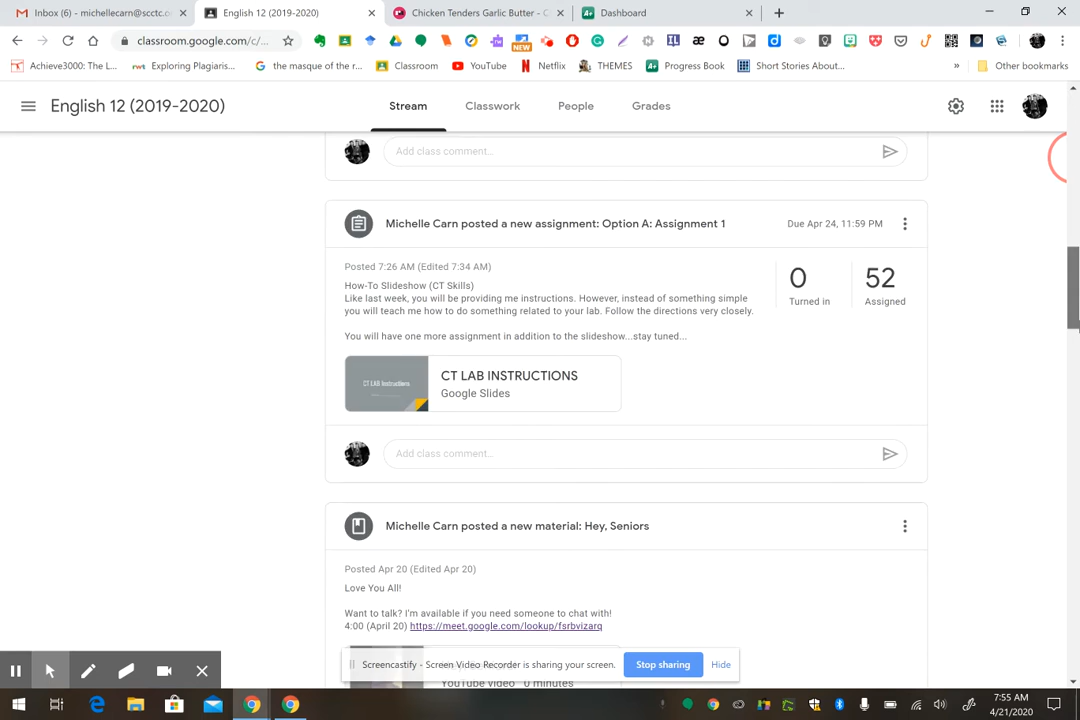 Inbox (6) - michellecarn@scctc.o
English 12 (2019-2020)
Chicken Tenders Garlic Butter - C
Dashboard
classroom.google.com/c/...
NEW
Achieve3000: The L...
rwt Exploring Plagiaris...
the masque of the r...
Classroom
YouTube
Netflix
THEMES
Progress Book
Short Stories About...
»
Other bookmarks
English 12 (2019-2020)
Stream
Classwork
People
Grades
Add class comment...
Michelle Carn posted a new assignment: Option A: Assignment 1
Due Apr 24, 11:59 PM
Posted 7:26 AM (Edited 7:34 AM)
How-To Slideshow (CT Skills)
Like last week, you will be providing me instructions. However, instead of something simple
you will teach me how to do something related to your lab. Follow the directions very closely.
You will have one more assignment in addition to the slideshow...stay tuned...
0
Turned in
52
Assigned
CT LAB Instructions
CT LAB INSTRUCTIONS
Google Slides
Add class comment...
Michelle Carn posted a new material: Hey, Seniors
Posted Apr 20 (Edited Apr 20)
Love You All!
Want to talk? I'm available if you need someone to chat with!
4:00 (April 20) https://meet.google.com/lookup/fsrbvizarq
Screencastify - Screen Video Recorder is sharing your screen.
Stop sharing
Hide
YouTube video 0 minutes
7:55 AM
4/21/2020